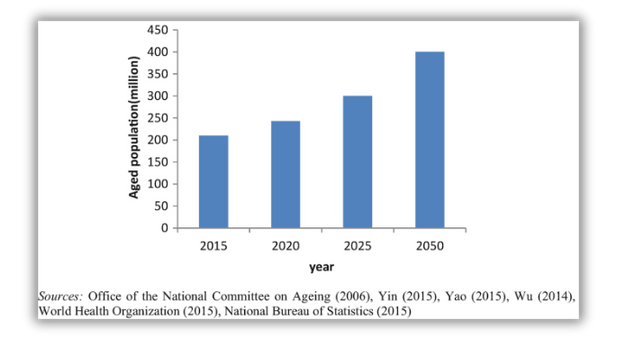 450
400
350
300
250
200
150
100
50
0
Aged population(million)
2015 2020 2025 2050
year
Sources: Office of the National Committee on Ageing (2006), Yin (2015), Yao (2015), Wu (2014),
World Health Organization (2015), National Bureau of Statistics (2015)